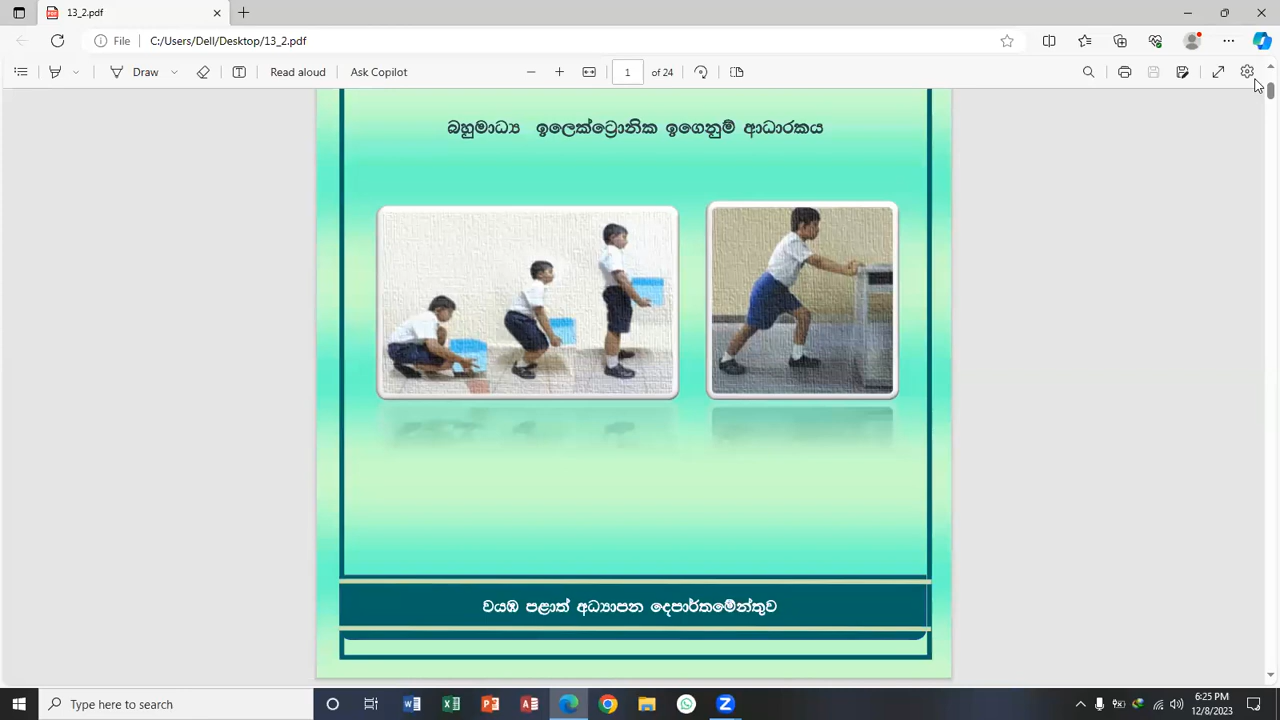 13_2.pdf
File C:/Users/Dell/Desktop/13_2.pdf
Draw Read aloud Ask Copilot 1 of 24
බහුමාධ්‍ය ඉලෙක්ට්‍රොනික ඉගෙනුම් ආධාරකය
වයඹ පළාත් අධ්‍යාපන දෙපාර්තමේන්තුව
Type here to search
6:25 PM
12/8/2023